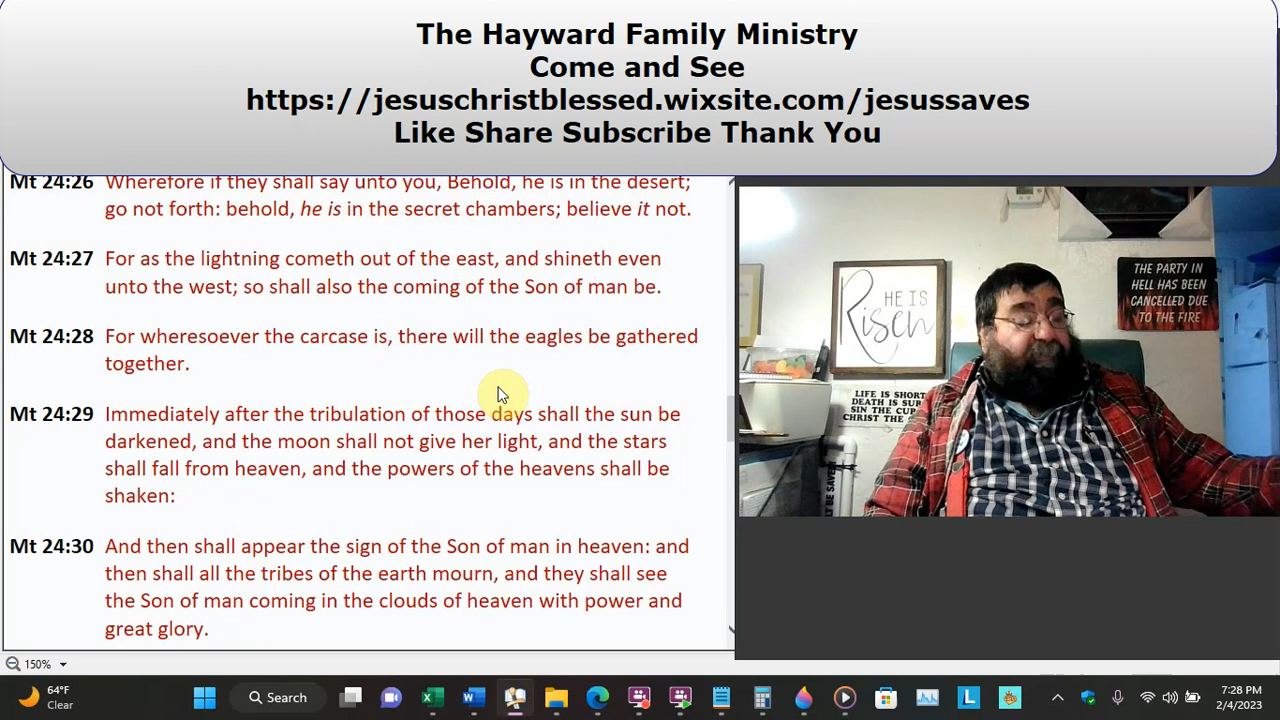 The Hayward Family Ministry
Come and See
https://jesuschristblessed.wixsite.com/jesussaves
Like Share Subscribe Thank You
Mt 24:26 Wherefore if they shall say unto you, Behold, he is in the desert;
go not forth: behold, he is in the secret chambers; believe it not.
Mt 24:27 For as the lightning cometh out of the east, and shineth even
unto the west; so shall also the coming of the Son of man be.
Mt 24:28 For wheresoever the carcase is, there will the eagles be gathered
together.
Mt 24:29 Immediately after the tribulation of those days shall the sun be
darkened, and the moon shall not give her light, and the stars
shall fall from heaven, and the powers of the heavens shall be
shaken:
Mt 24:30 And then shall appear the sign of the Son of man in heaven: and
then shall all the tribes of the earth mourn, and they shall see
the Son of man coming in the clouds of heaven with power and
great glory.
HE IS
Risen
THE PARTY IN
HELL HAS BEEN
CANCELLED DUE
TO THE FIRE
LIFE IS SHORT
DEATH IS SUR
SIN THE CU
CHRIST THE
150%
64°F
Clear
Search
7:28 PM
2/4/2023